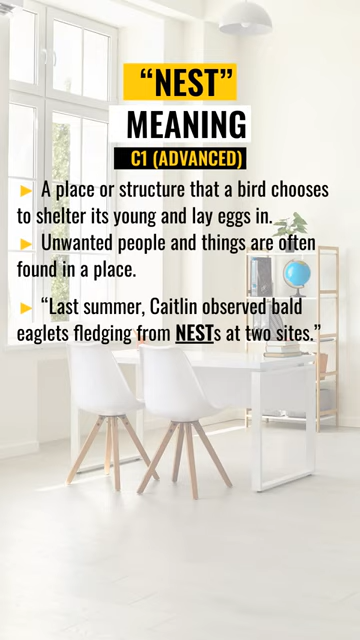 “NEST”
MEANING
C1 (ADVANCED)
► A place or structure that a bird chooses
to shelter its young and lay eggs in.
► Unwanted people and things are often
found in a place.
► “Last summer, Caitlin observed bald
eaglets fledging from NESTs at two sites.”